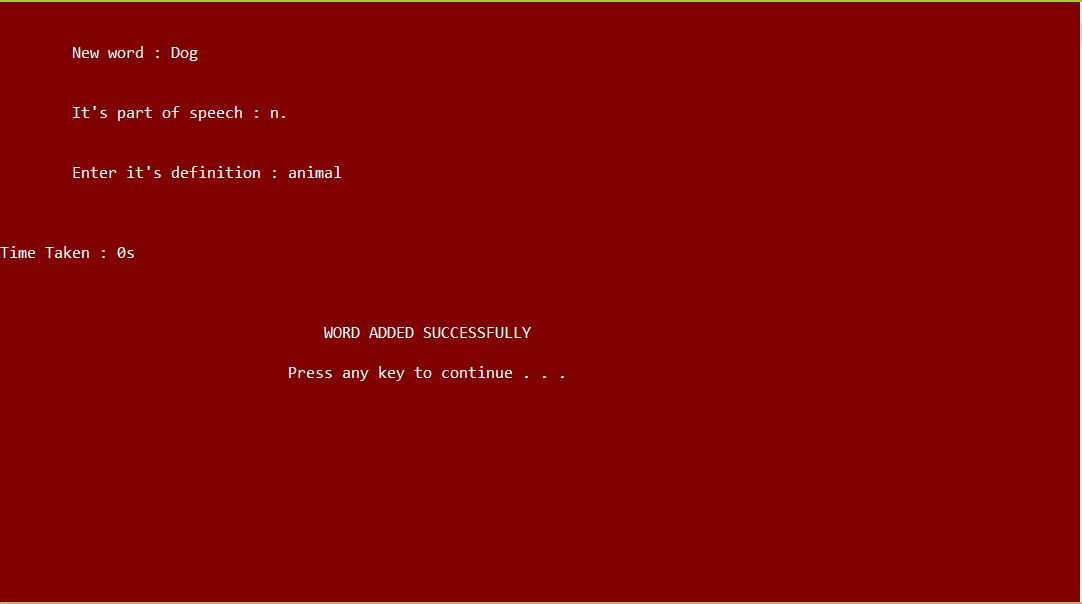 New word : Dog
It's part of speech : n.
Enter it's definition : animal
Time Taken : 0s
WORD ADDED SUCCESSFULLY
Press any key to continue . . .